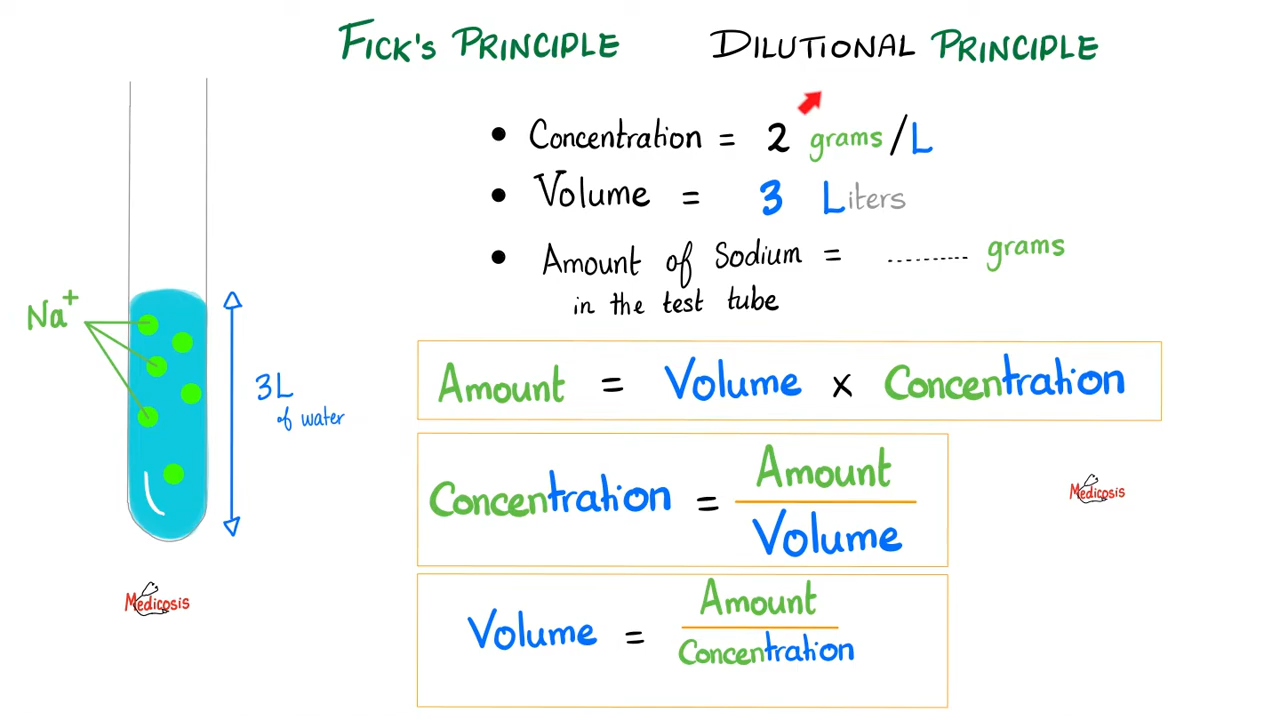 Fick's Principle
Dilutional Principle
• Concentration = 2 grams/L
• Volume = 3 Liters
• Amount of Sodium = .......... grams
in the test tube
Na+
3L
of water
Amount = Volume x Concentration
Concentration = Amount
Volume
Volume = Amount
Concentration
Medicosis
Medicosis